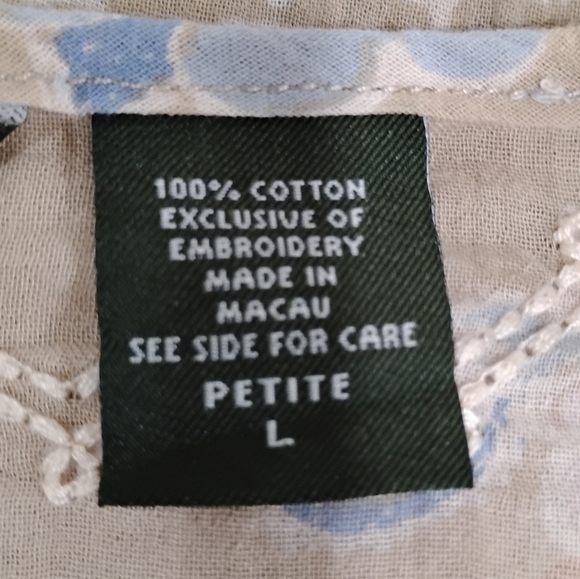 100% COTTON
EXCLUSIVE OF
EMBROIDERY
MADE IN
MACAU
SEE SIDE FOR CARE
PETITE
L